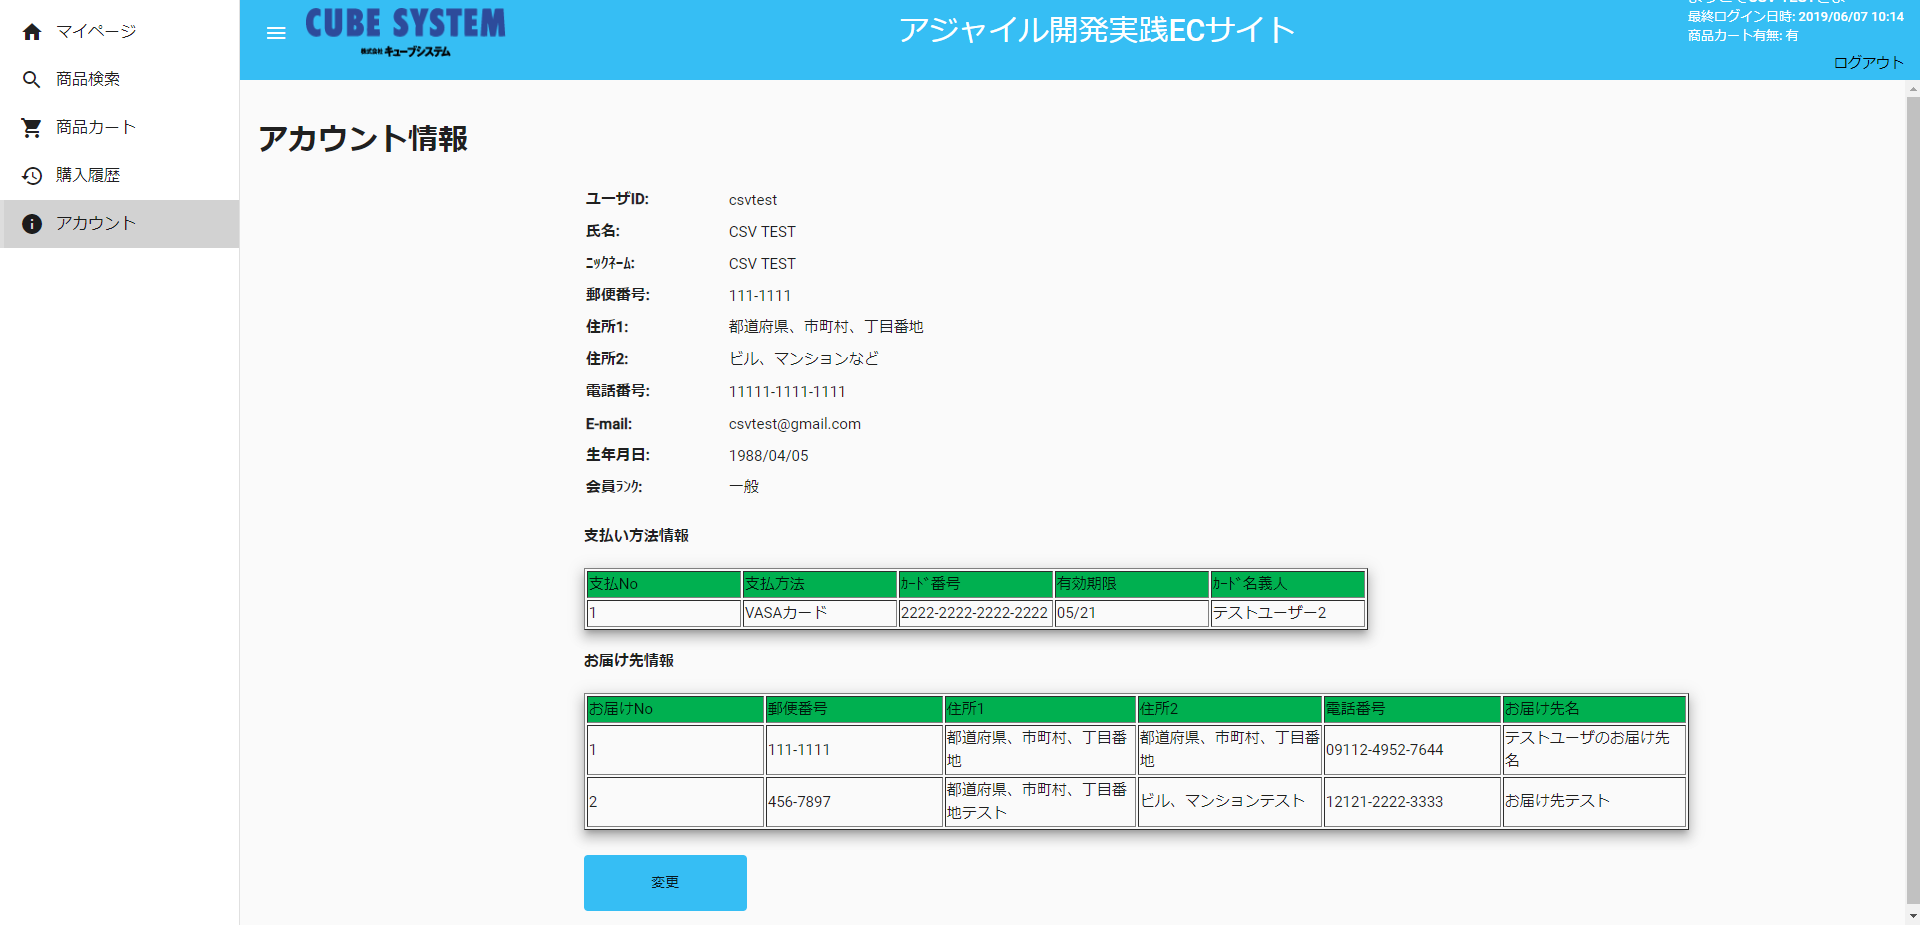 マイページ
商品検索
商品カート
購入履歴
アカウント
CUBE SYSTEM
株式会社 キューブシステム
アジャイル開発実践ECサイト
最終ログイン日時: 2019/06/07 10:14
商品カート有無: 有
ログアウト
アカウント情報
ユーザID: csvtest
氏名: CSV TEST
ﾆｯｸﾈｰﾑ: CSV TEST
郵便番号: 111-1111
住所1: 都道府県、市町村、丁目番地
住所2: ビル、マンションなど
電話番号: 11111-1111-1111
E-mail: csvtest@gmail.com
生年月日: 1988/04/05
会員ﾗﾝｸ: 一般
支払い方法情報
支払No 支払方法 ｶｰﾄﾞ番号 有効期限 ｶｰﾄﾞ名義人
1 VASAカード 2222-2222-2222-2222 05/21 テストユーザー2
お届け先情報
お届けNo 郵便番号 住所1 住所2 電話番号 お届け先名
1 111-1111 都道府県、市町村、丁目番地 都道府県、市町村、丁目番地 09112-4952-7644 テストユーザのお届け先名
2 456-7897 都道府県、市町村、丁目番地テスト ビル、マンションテスト 12121-2222-3333 お届け先テスト
変更